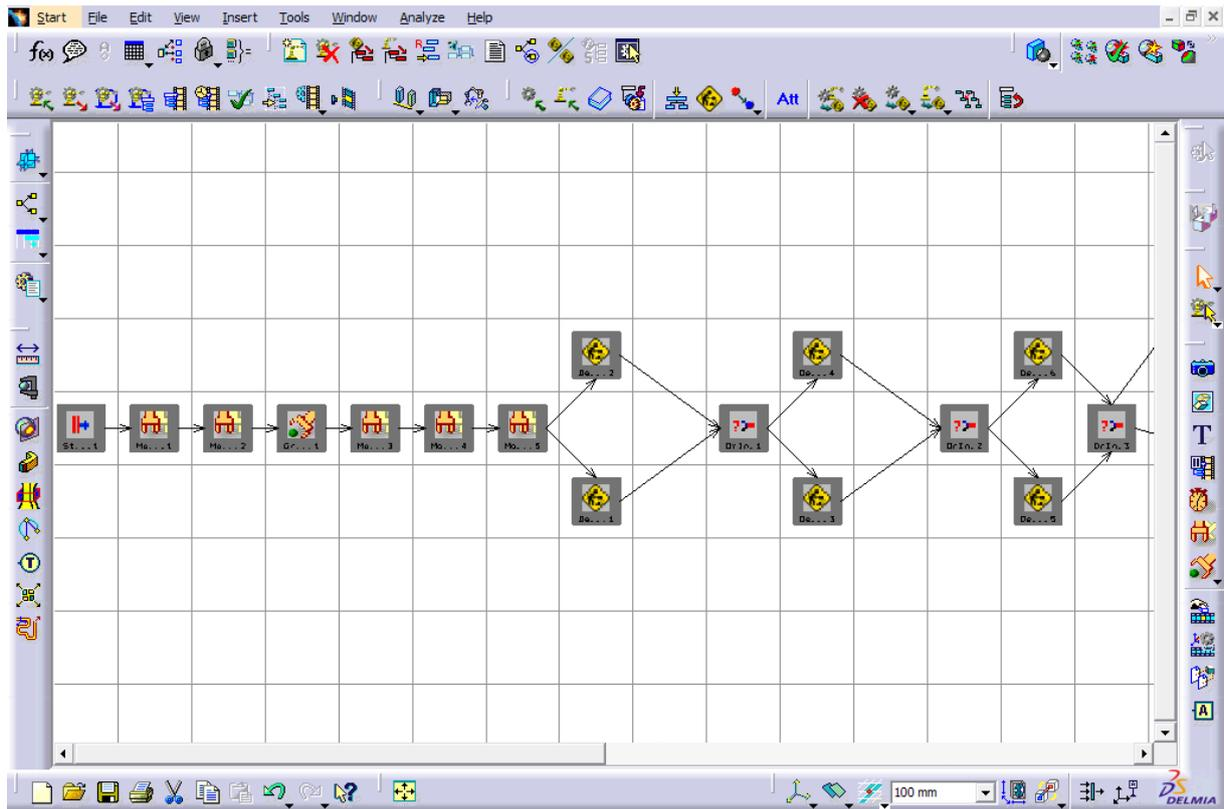 Start File Edit View Insert Tools Window Analyze Help
f(x)
Att
De...2 De...4 De...6
St...1 Mo...1 Mo...2 Gr...1 Mo...3 Mo...4 Mo...5 OrIn.1 OrIn.2 OrIn.3
De...1 De...3 De...5
T
T
A
100 mm
DELMIA